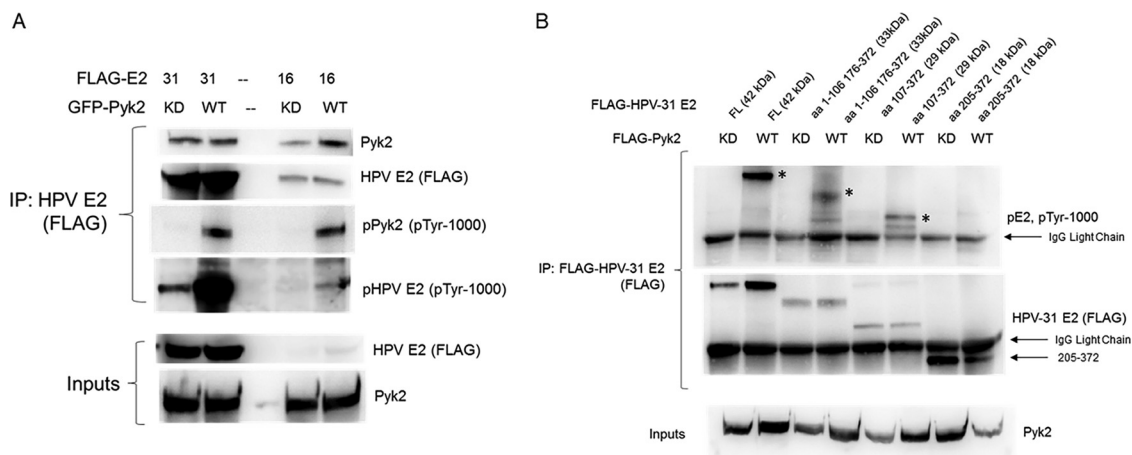 A
FLAG-E2 31 31 -- 16 16
GFP-Pyk2 KD WT -- KD WT
Pyk2
HPV E2 (FLAG)
IP: HPV E2
(FLAG)
pPyk2 (pTyr-1000)
pHPV E2 (pTyr-1000)
HPV E2 (FLAG)
Inputs
Pyk2
B
FLAG-HPV-31 E2
FL (42 kDa)
FL (42 kDa)
aa 1-106 176-372 (33kDa)
aa 1-106 176-372 (33kDa)
aa 107-372 (29 kDa)
aa 107-372 (29 kDa)
aa 205-372 (18 kDa)
aa 205-372 (18 kDa)
FLAG-Pyk2 KD WT KD WT KD WT KD WT
*
*
*
pE2, pTyr-1000
IgG Light Chain
IP: FLAG-HPV-31 E2
(FLAG)
HPV-31 E2 (FLAG)
IgG Light Chain
205-372
Inputs
Pyk2